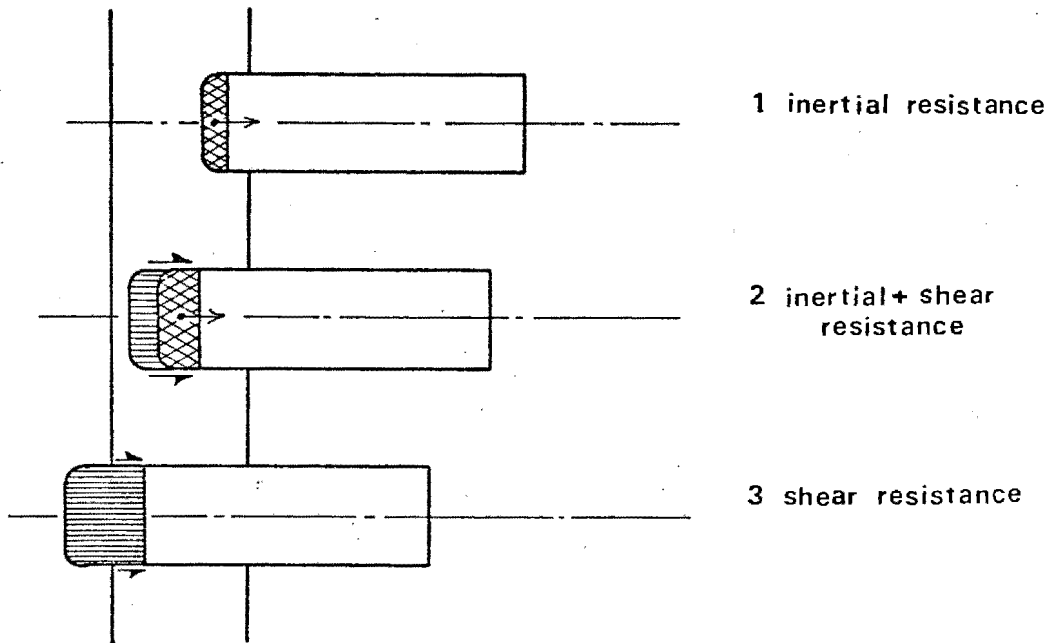 1 inertial resistance
2 inertial + shear
resistance
3 shear resistance